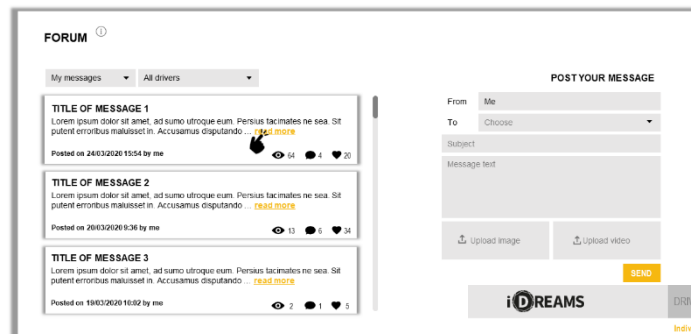 FORUM
My messages
All drivers
TITLE OF MESSAGE 1
Lorem ipsum dolor sit amet, ad sumo utroque eum. Persius tacimates ne sea. Sit
putent erroribus maluisset in. Accusamus disputando ... read more
Posted on 24/03/2020 15:54 by me
64 4 20
TITLE OF MESSAGE 2
Lorem ipsum dolor sit amet, ad sumo utroque eum. Persius tacimates ne sea. Sit
putent erroribus maluisset in. Accusamus disputando ... read more
Posted on 20/03/2020 9:36 by me
13 6 34
TITLE OF MESSAGE 3
Lorem ipsum dolor sit amet, ad sumo utroque eum. Persius tacimates ne sea. Sit
putent erroribus maluisset in. Accusamus disputando ... read more
Posted on 19/03/2020 10:02 by me
2 1 5
POST YOUR MESSAGE
From Me
To Choose
Subject
Message text
Upload image
Upload video
SEND
iDREAMS